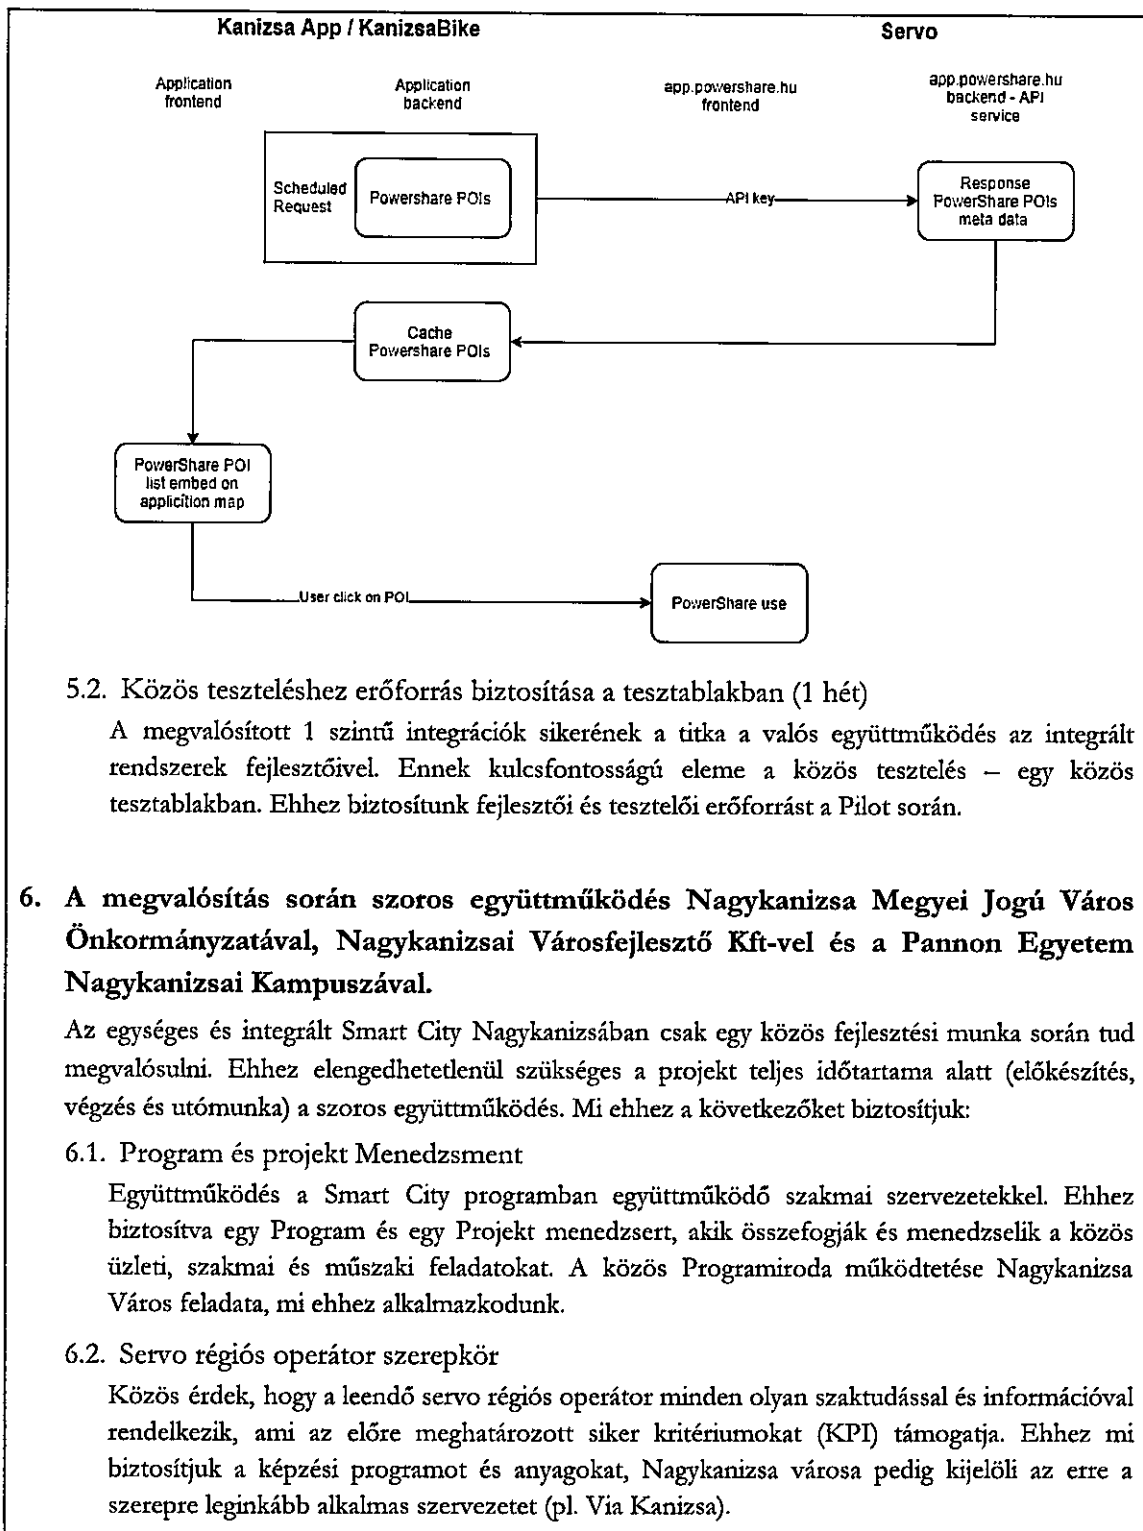 Kanizsa App / KanizsaBike
Servo
Application
frontend
Application
backend
app.powershare.hu
frontend
app.powershare.hu
backend - API
service
Scheduled
Request
Powershare POIs
API key
Response
PowerShare POIs
meta data
Cache
Powershare POIs
PowerShare POI
list embed on
applicition map
User click on POI
PowerShare use
5.2. Közös teszteléshez erőforrás biztosítása a tesztablakban (1 hét)
A megvalósított 1 szintű integrációk sikerének a titka a valós együttműködés az integrált
rendszerek fejlesztőivel. Ennek kulcsfontosságú eleme a közös tesztelés – egy közös
tesztablakban. Ehhez biztosítunk fejlesztői és tesztelői erőforrást a Pilot során.
6. A megvalósítás során szoros együttműködés Nagykanizsa Megyei Jogú Város
Önkormányzatával, Nagykanizsai Városfejlesztő Kft-vel és a Pannon Egyetem
Nagykanizsai Kampuszával.
Az egységes és integrált Smart City Nagykanizsában csak egy közös fejlesztési munka során tud
megvalósulni. Ehhez elengedhetetlenül szükséges a projekt teljes időtartama alatt (előkészítés,
végzés és utómunka) a szoros együttműködés. Mi ehhez a következőket biztosítjuk:
6.1. Program és projekt Menedzsment
Együttműködés a Smart City programban együttműködő szakmai szervezetekkel. Ehhez
biztosítva egy Program és egy Projekt menedzsert, akik összefogják és menedzselik a közös
üzleti, szakmai és műszaki feladatokat. A közös Programiroda működtetése Nagykanizsa
Város feladata, mi ehhez alkalmazkodunk.
6.2. Servo régiós operátor szerepkör
Közös érdek, hogy a leendő servo régiós operátor minden olyan szaktudással és információval
rendelkezik, ami az előre meghatározott siker kritériumokat (KPI) támogatja. Ehhez mi
biztosítjuk a képzési programot és anyagokat, Nagykanizsa városa pedig kijelöli az erre a
szerepre leginkább alkalmas szervezetet (pl. Via Kanizsa).